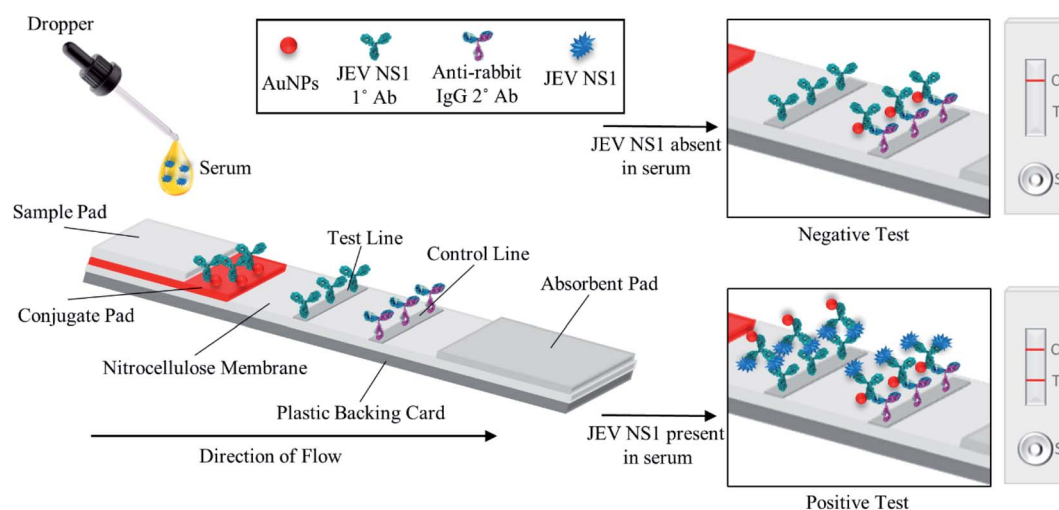 Dropper
Serum
AuNPs
JEV NS1
1° Ab
Anti-rabbit
IgG 2° Ab
JEV NS1
Sample Pad
Conjugate Pad
Nitrocellulose Membrane
Test Line
Control Line
Absorbent Pad
Plastic Backing Card
Direction of Flow
JEV NS1 absent
in serum
C
T
S
Negative Test
JEV NS1 present
in serum
C
T
S
Positive Test